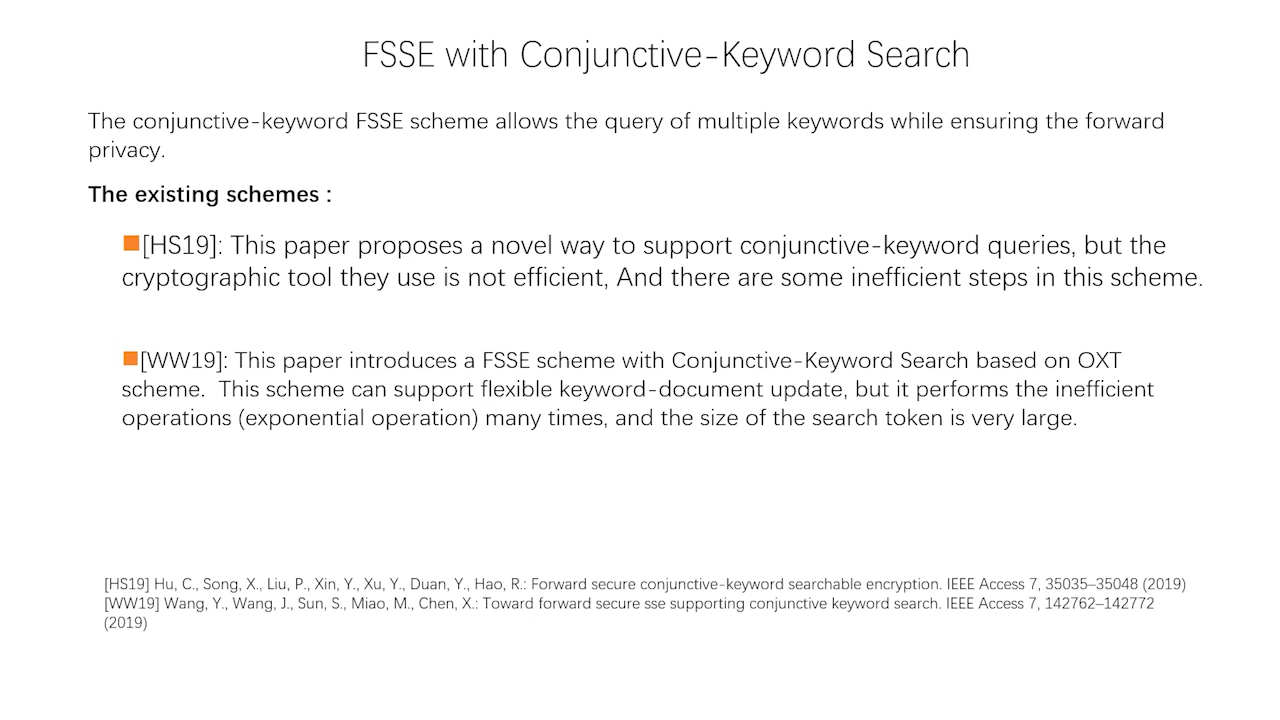 FSSE with Conjunctive-Keyword Search
The conjunctive-keyword FSSE scheme allows the query of multiple keywords while ensuring the forward
privacy.
The existing schemes :
[HS19]: This paper proposes a novel way to support conjunctive-keyword queries, but the
cryptographic tool they use is not efficient, And there are some inefficient steps in this scheme.
[WW19]: This paper introduces a FSSE scheme with Conjunctive-Keyword Search based on OXT
scheme.  This scheme can support flexible keyword-document update, but it performs the inefficient
operations (exponential operation) many times, and the size of the search token is very large.
[HS19] Hu, C., Song, X., Liu, P., Xin, Y., Xu, Y., Duan, Y., Hao, R.: Forward secure conjunctive-keyword searchable encryption. IEEE Access 7, 35035–35048 (2019)
[WW19] Wang, Y., Wang, J., Sun, S., Miao, M., Chen, X.: Toward forward secure sse supporting conjunctive keyword search. IEEE Access 7, 142762–142772
(2019)